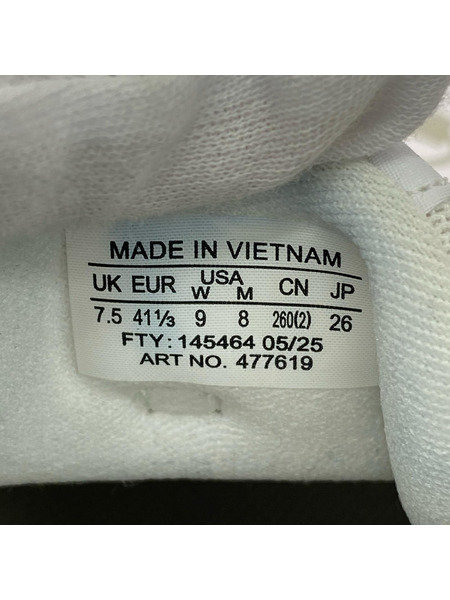 MADE IN VIETNAM
UK EUR USA W M CN JP
7.5 41⅓ 9 8 260(2) 26
FTY: 145464 05/25
ART NO. 477619